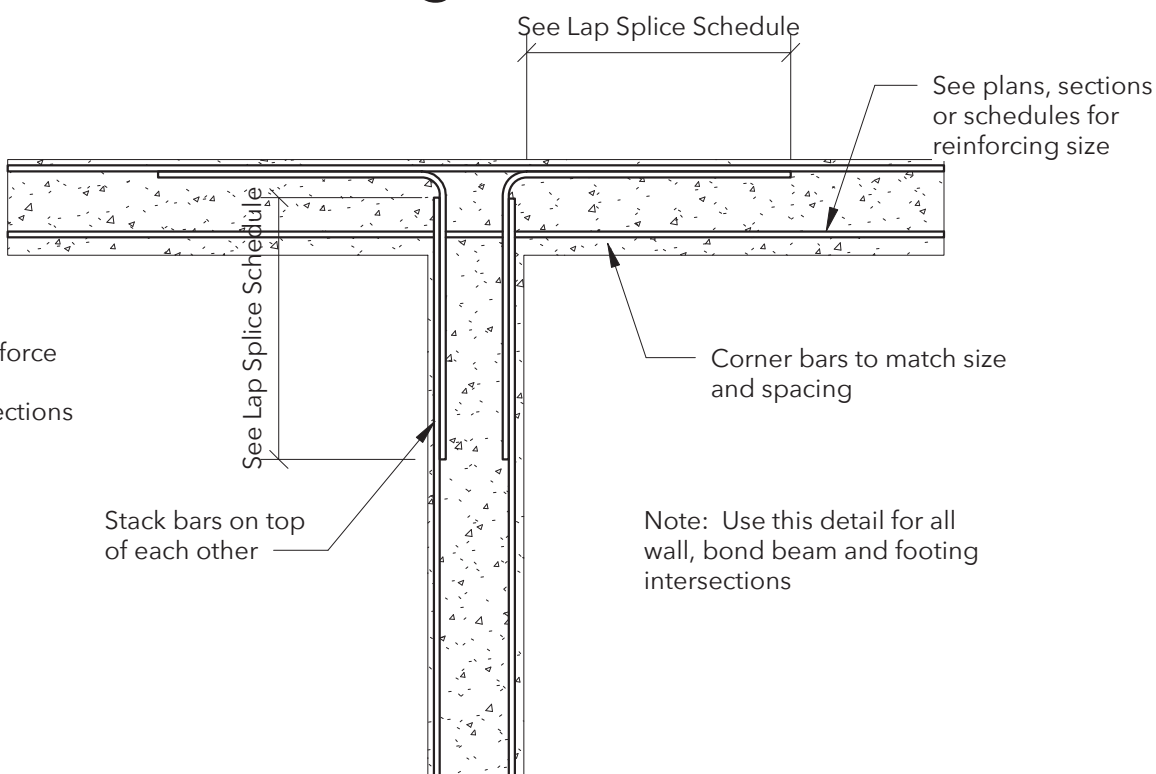 See Lap Splice Schedule
See plans, sections
or schedules for
reinforcing size
See Lap Splice Schedule
force
ections
Corner bars to match size
and spacing
Stack bars on top
of each other
Note: Use this detail for all
wall, bond beam and footing
intersections